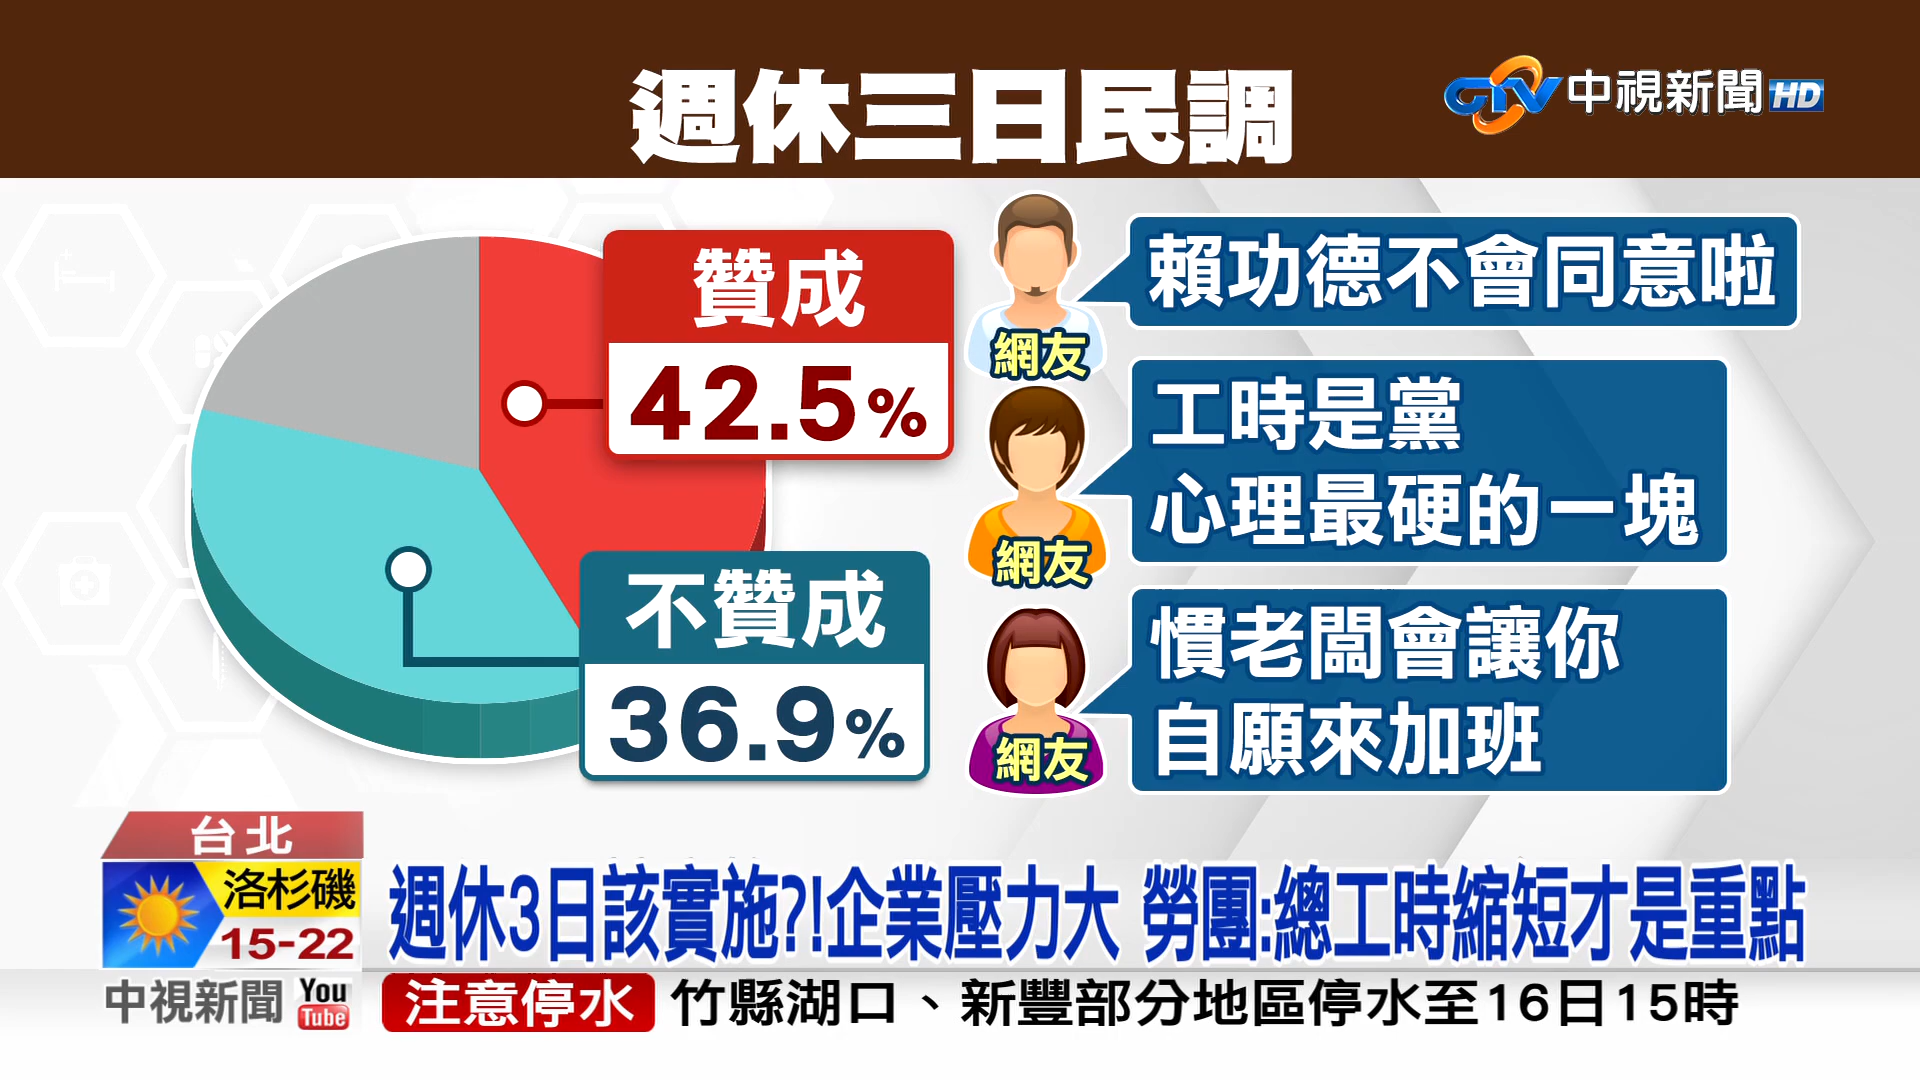 週休三日民調
CTV中視新聞HD
贊成
42.5%
不贊成
36.9%
網友
賴功德不會同意啦
網友
工時是黨
心理最硬的一塊
網友
慣老闆會讓你
自願來加班
台北
洛杉磯
15-22
週休3日該實施?!企業壓力大 勞團:總工時縮短才是重點
中視新聞 YouTube
注意停水 竹縣湖口、新豐部分地區停水至16日15時